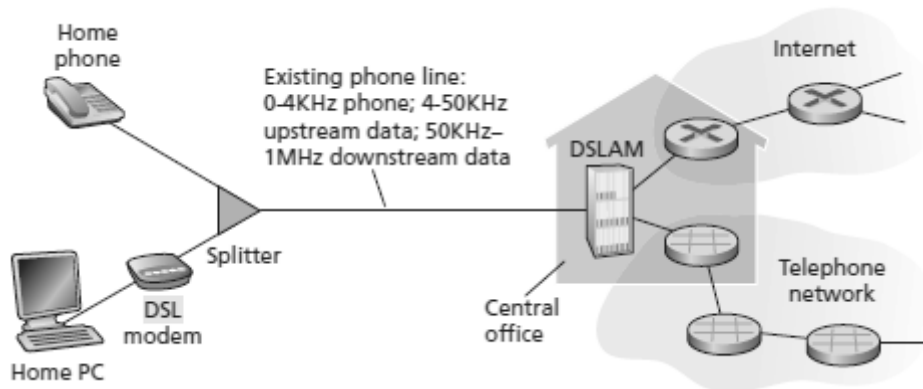 Home
phone
Existing phone line:
0-4KHz phone; 4-50KHz
upstream data; 50KHz–
1MHz downstream data
Internet
DSLAM
Splitter
DSL
modem
Home PC
Central
office
Telephone
network